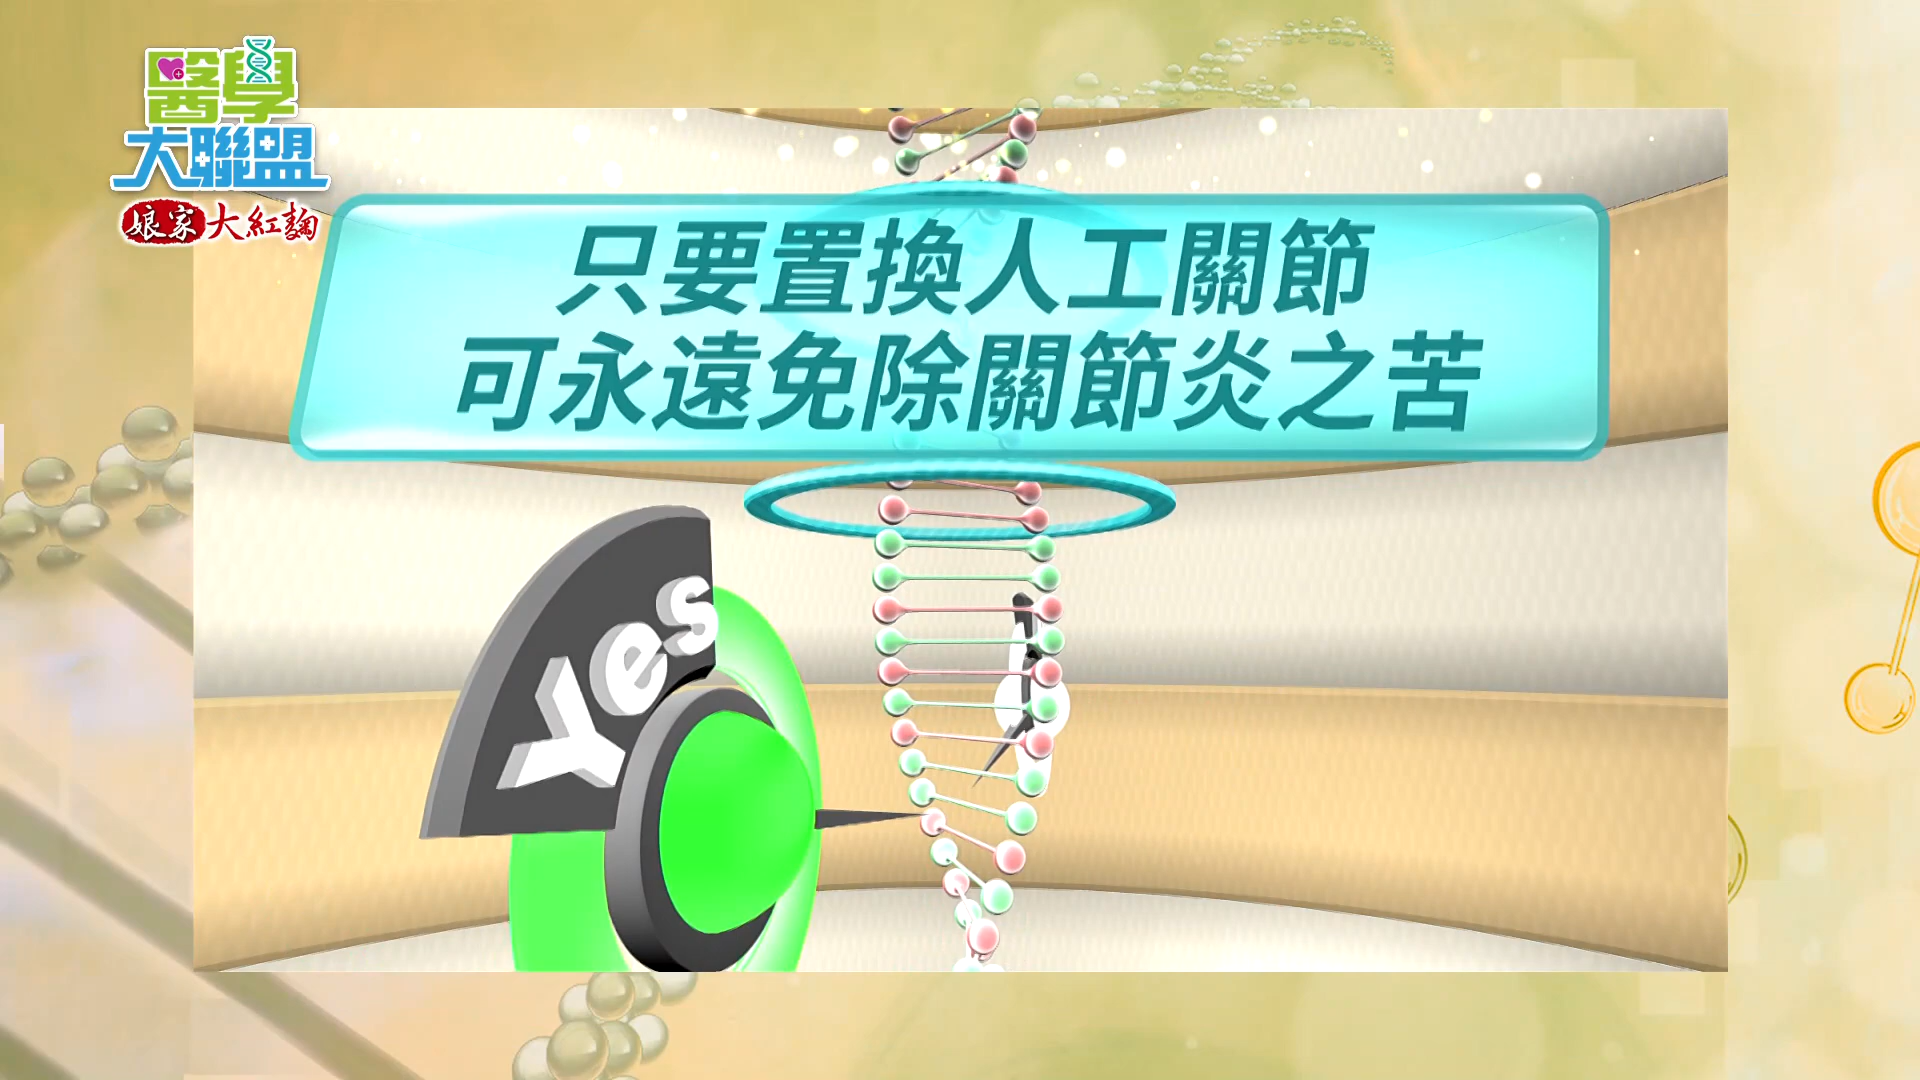 醫學
大聯盟
娘家大紅麴
只要置換人工關節
可永遠免除關節炎之苦
Yes